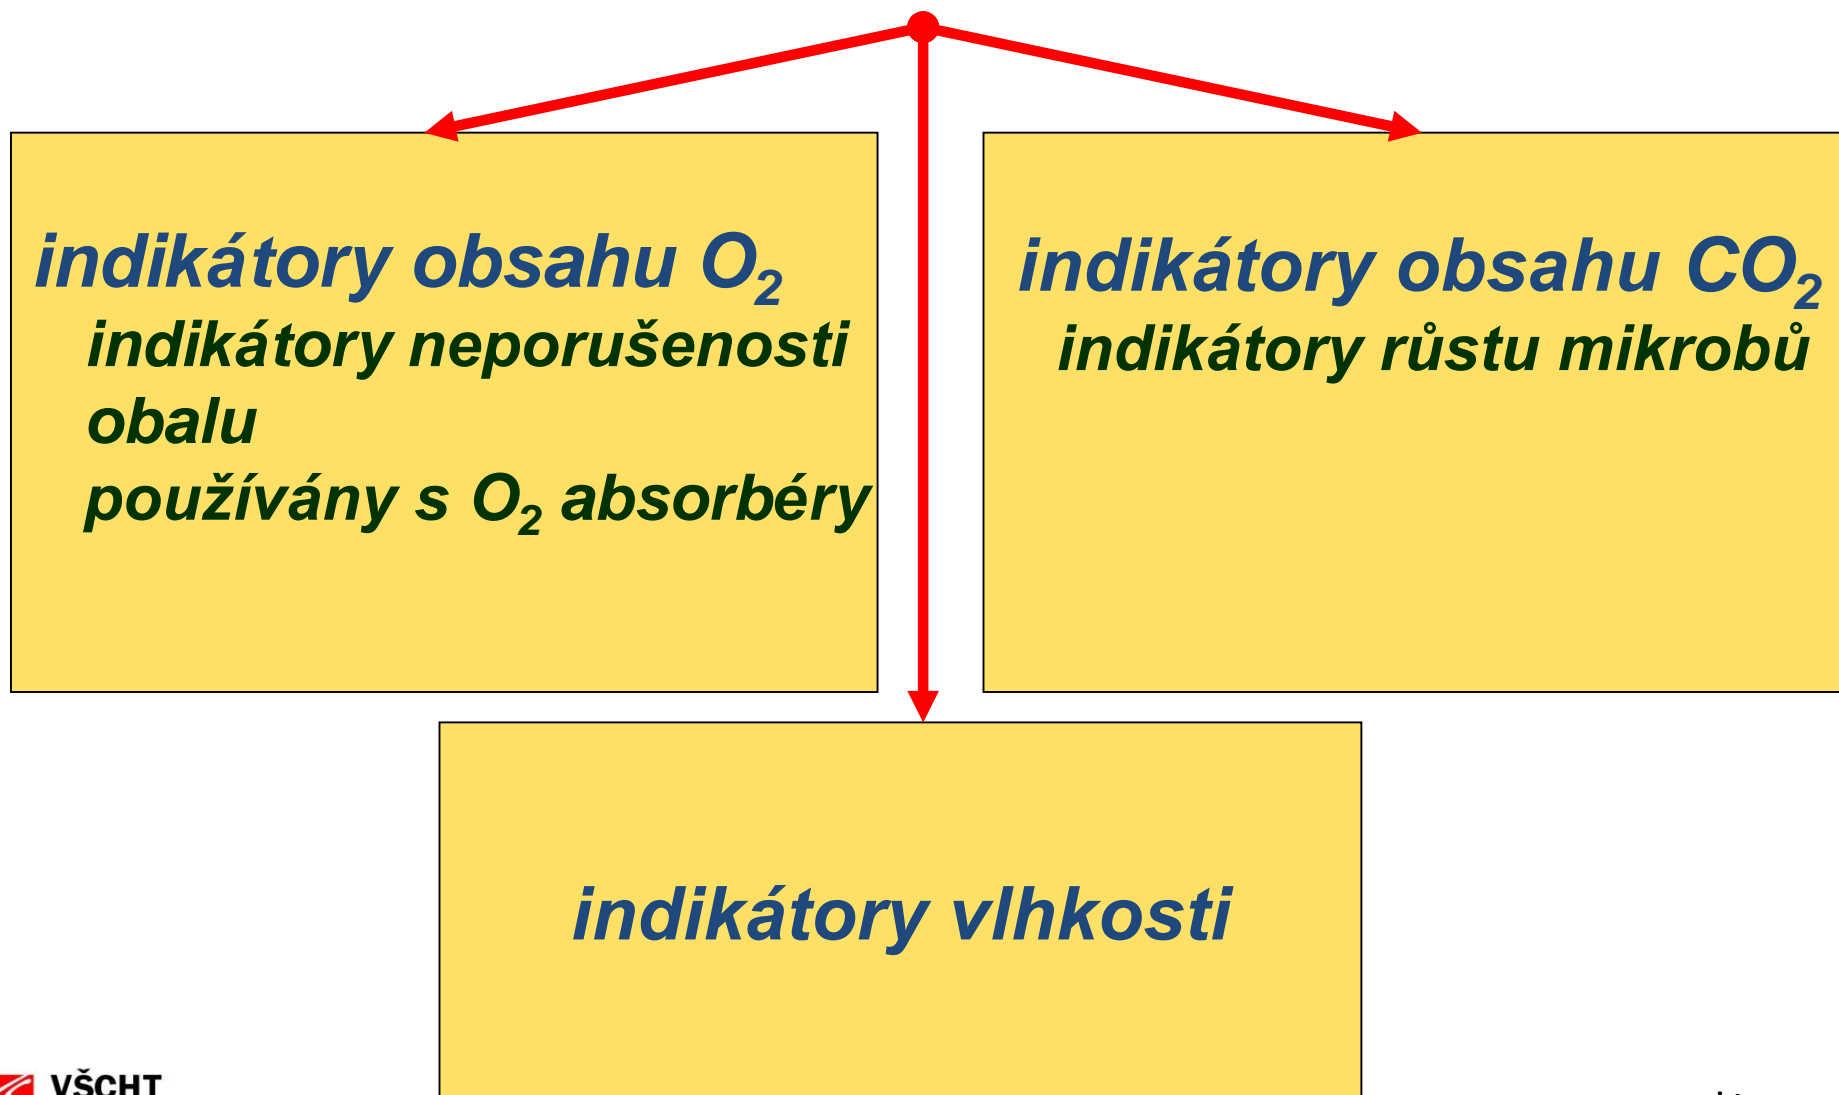 indikátory obsahu O₂
indikátory neporušenosti
obalu
používány s O₂ absorbéry
indikátory obsahu CO₂
indikátory růstu mikrobů
indikátory vlhkosti
VŠCHT